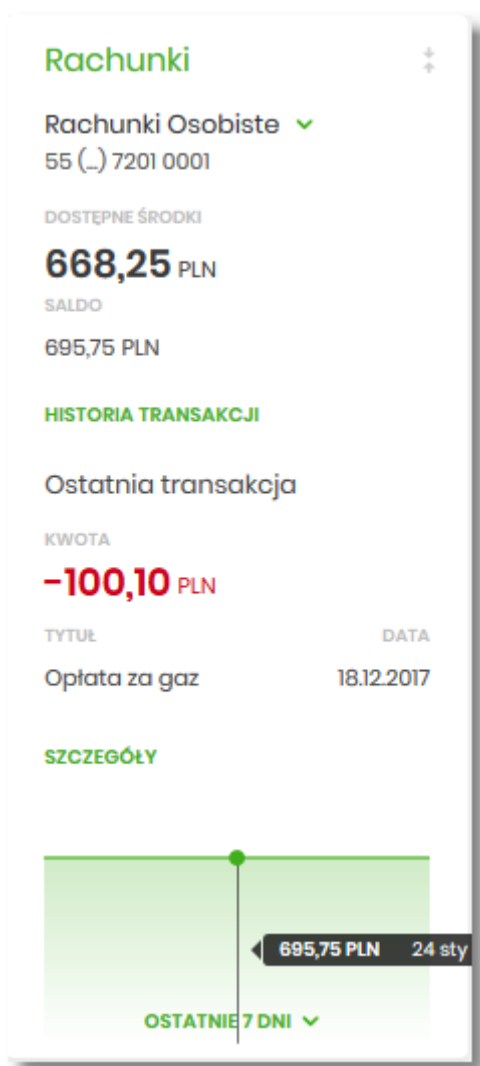 Rachunki
Rachunki Osobiste
55 (...) 7201 0001
DOSTĘPNE ŚRODKI
668,25 PLN
SALDO
695,75 PLN
HISTORIA TRANSAKCJI
Ostatnia transakcja
KWOTA
-100,10 PLN
TYTUŁ DATA
Opłata za gaz 18.12.2017
SZCZEGÓŁY
695,75 PLN 24 sty
OSTATNIE 7 DNI